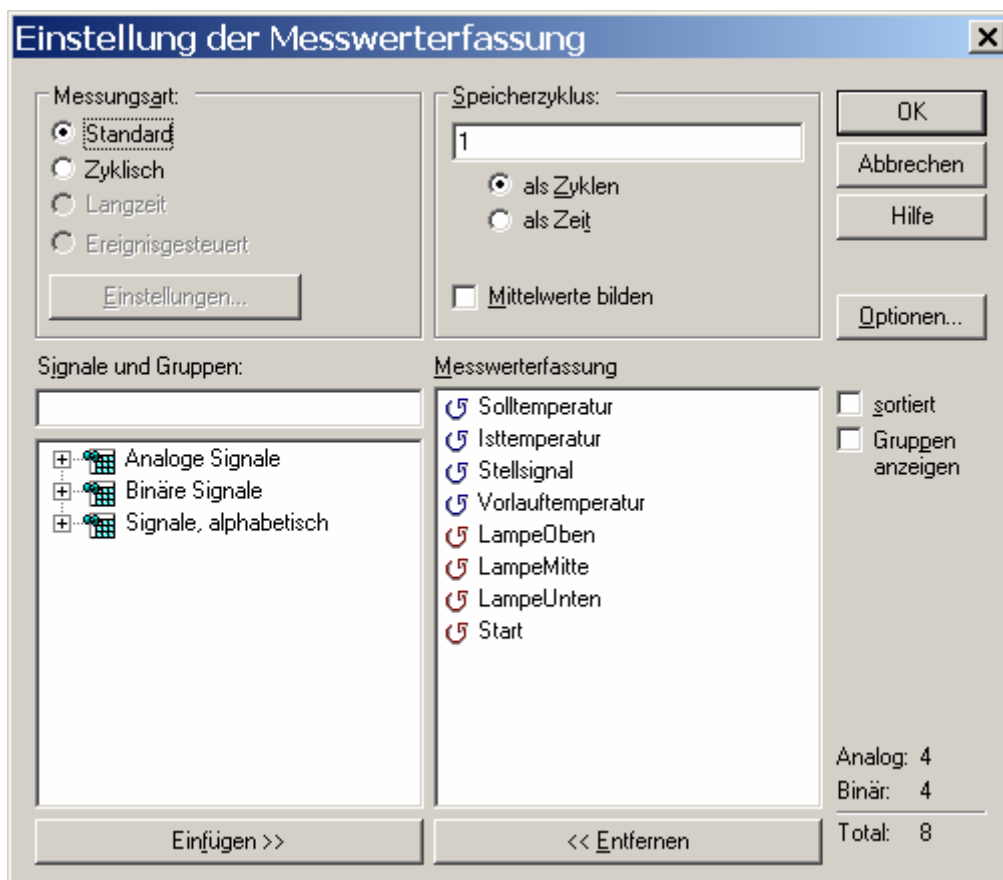 Einstellung der Messwerterfassung
Messungsart:
Standard
Zyklisch
Langzeit
Ereignisgesteuert
Einstellungen...
Speicherzyklus:
1
als Zyklen
als Zeit
Mittelwerte bilden
OK
Abbrechen
Hilfe
Optionen...
Signale und Gruppen:
Analoge Signale
Binäre Signale
Signale, alphabetisch
Einfügen >>
Messwerterfassung
Solltemperatur
Isttemperatur
Stellsignal
Vorlauftemperatur
LampeOben
LampeMitte
LampeUnten
Start
<< Entfernen
sortiert
Gruppen
anzeigen
Analog: 4
Binär: 4
Total: 8